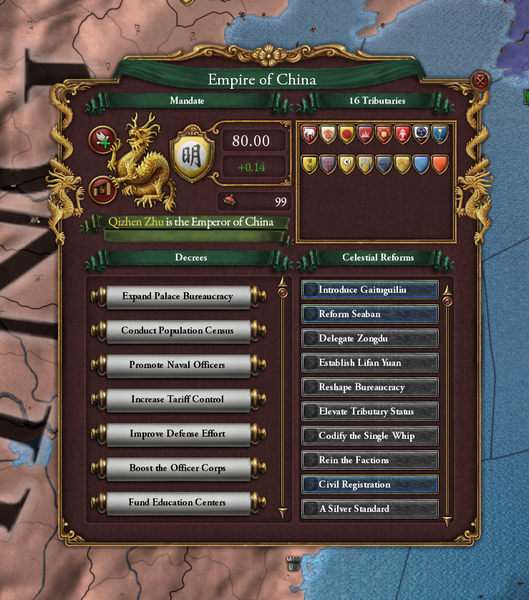 Empire of China
Mandate
16 Tributaries
明
80.00
+0.14
99
Qizhen Zhu is the Emperor of China
Decrees
Celestial Reforms
Expand Palace Bureaucracy
Conduct Population Census
Promote Naval Officers
Increase Tariff Control
Improve Defense Effort
Boost the Officer Corps
Fund Education Centers
Introduce Gaituguiliu
Reform Seaban
Delegate Zongdu
Establish Lifan Yuan
Reshape Bureaucracy
Elevate Tributary Status
Codify the Single Whip
Rein the Factions
Civil Registration
A Silver Standard